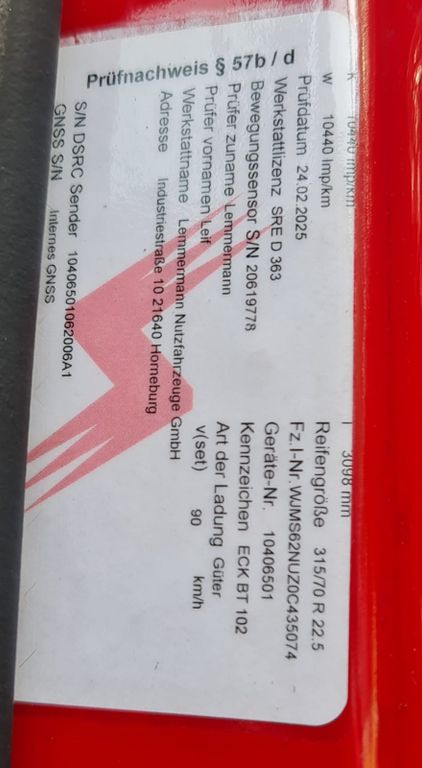 Prüfnachweis § 57b / d
k 10440 Imp/km l 3098 mm
w 10440 Imp/km Reifengröße 315/70 R 22.5
Prüfdatum 24.02.2025 Fz.I-Nr. WJMS62NUZ0C435074
Werkstattlizenz SRE D 363 Geräte-Nr. 10406501
Bewegungssensor S/N 20619778 Kennzeichen ECK BT 102
Prüfer zuname Lemmermann Art der Ladung Güter
Prüfer vornamen Leif v(set) 90 km/h
Werkstattname Lemmermann Nutzfahrzeuge GmbH
Adresse Industriestraße 10 21640 Horneburg
S/N DSRC Sender 10406501062006A1
GNSS S/N Internes GNSS